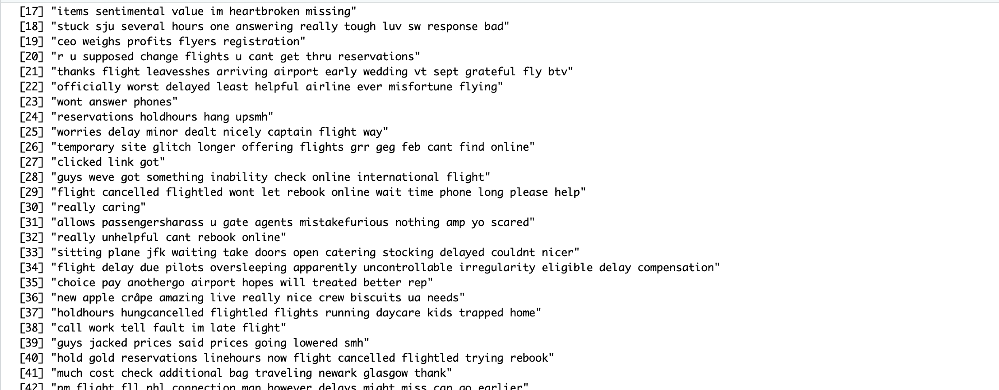 [17] "items sentimental value im heartbroken missing"
[18] "stuck sju several hours one answering really tough luv sw response bad"
[19] "ceo weighs profits flyers registration"
[20] "r u supposed change flights u cant get thru reservations"
[21] "thanks flight leavesshes arriving airport early wedding vt sept grateful fly btv"
[22] "officially worst delayed least helpful airline ever misfortune flying"
[23] "wont answer phones"
[24] "reservations holdhours hang upsmh"
[25] "worries delay minor dealt nicely captain flight way"
[26] "temporary site glitch longer offering flights grr geg feb cant find online"
[27] "clicked link got"
[28] "guys weve got something inability check online international flight"
[29] "flight cancelled flightled wont let rebook online wait time phone long please help"
[30] "really caring"
[31] "allows passengersharass u gate agents mistakefurious nothing amp yo scared"
[32] "really unhelpful cant rebook online"
[33] "sitting plane jfk waiting take doors open catering stocking delayed couldnt nicer"
[34] "flight delay due pilots oversleeping apparently uncontrollable irregularity eligible delay compensation"
[35] "choice pay anothergo airport hopes will treated better rep"
[36] "new apple crâpe amazing live really nice crew biscuits ua needs"
[37] "holdhours hungcancelled flightled flights running daycare kids trapped home"
[38] "call work tell fault im late flight"
[39] "guys jacked prices said prices going lowered smh"
[40] "hold gold reservations linehours now flight cancelled flightled trying rebook"
[41] "much cost check additional bag traveling newark glasgow thank"
[42] "pm flight fll phl connection man however delays might miss can go earlier"